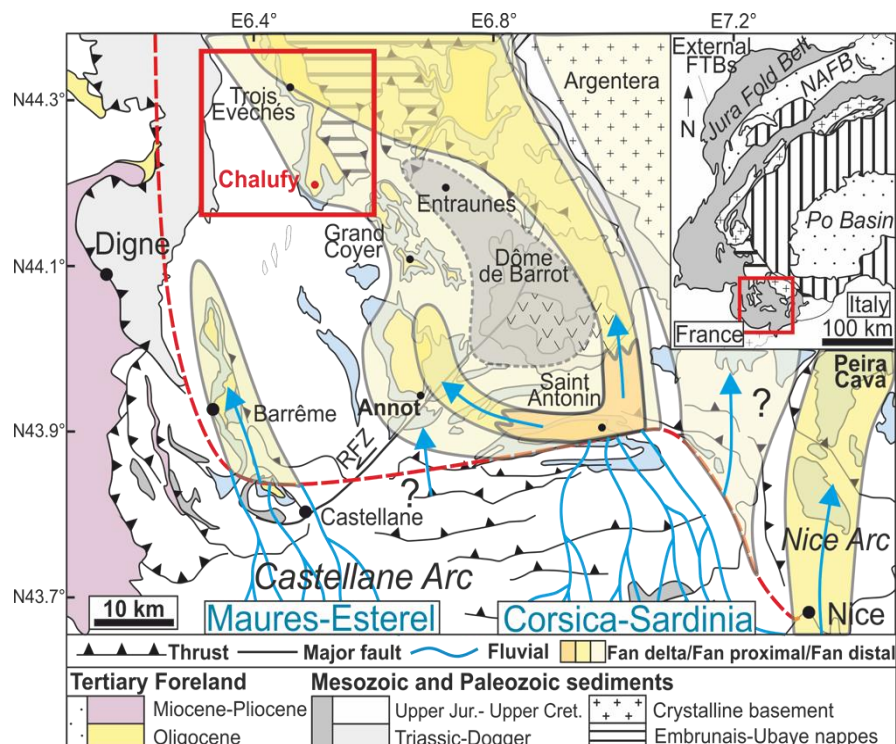 E6.4° E6.8° E7.2°
N44.3°
N44.1°
N43.9°
N43.7°
External
FTBs
Jura Fold Belt
NAFB
N
Po Basin
Italy
France
100 km
Argentera
Trois
Evêchés
Chalufy
Entraunes
Grand
Coyer
Dôme
de Barrot
Digne
Saint
Antonin
Peira
Cava
Barrême
Annot
?
RFZ
?
Castellane
Castellane Arc
Nice Arc
Nice
10 km
Maures-Esterel
Corsica-Sardinia
Thrust Major fault Fluvial Fan delta/Fan proximal/Fan distal
Tertiary Foreland Mesozoic and Paleozoic sediments
Miocene-Pliocene Upper Jur.- Upper Cret. Crystalline basement
Oligocene Triassic-Dogger Embrunais-Ubaye nappes